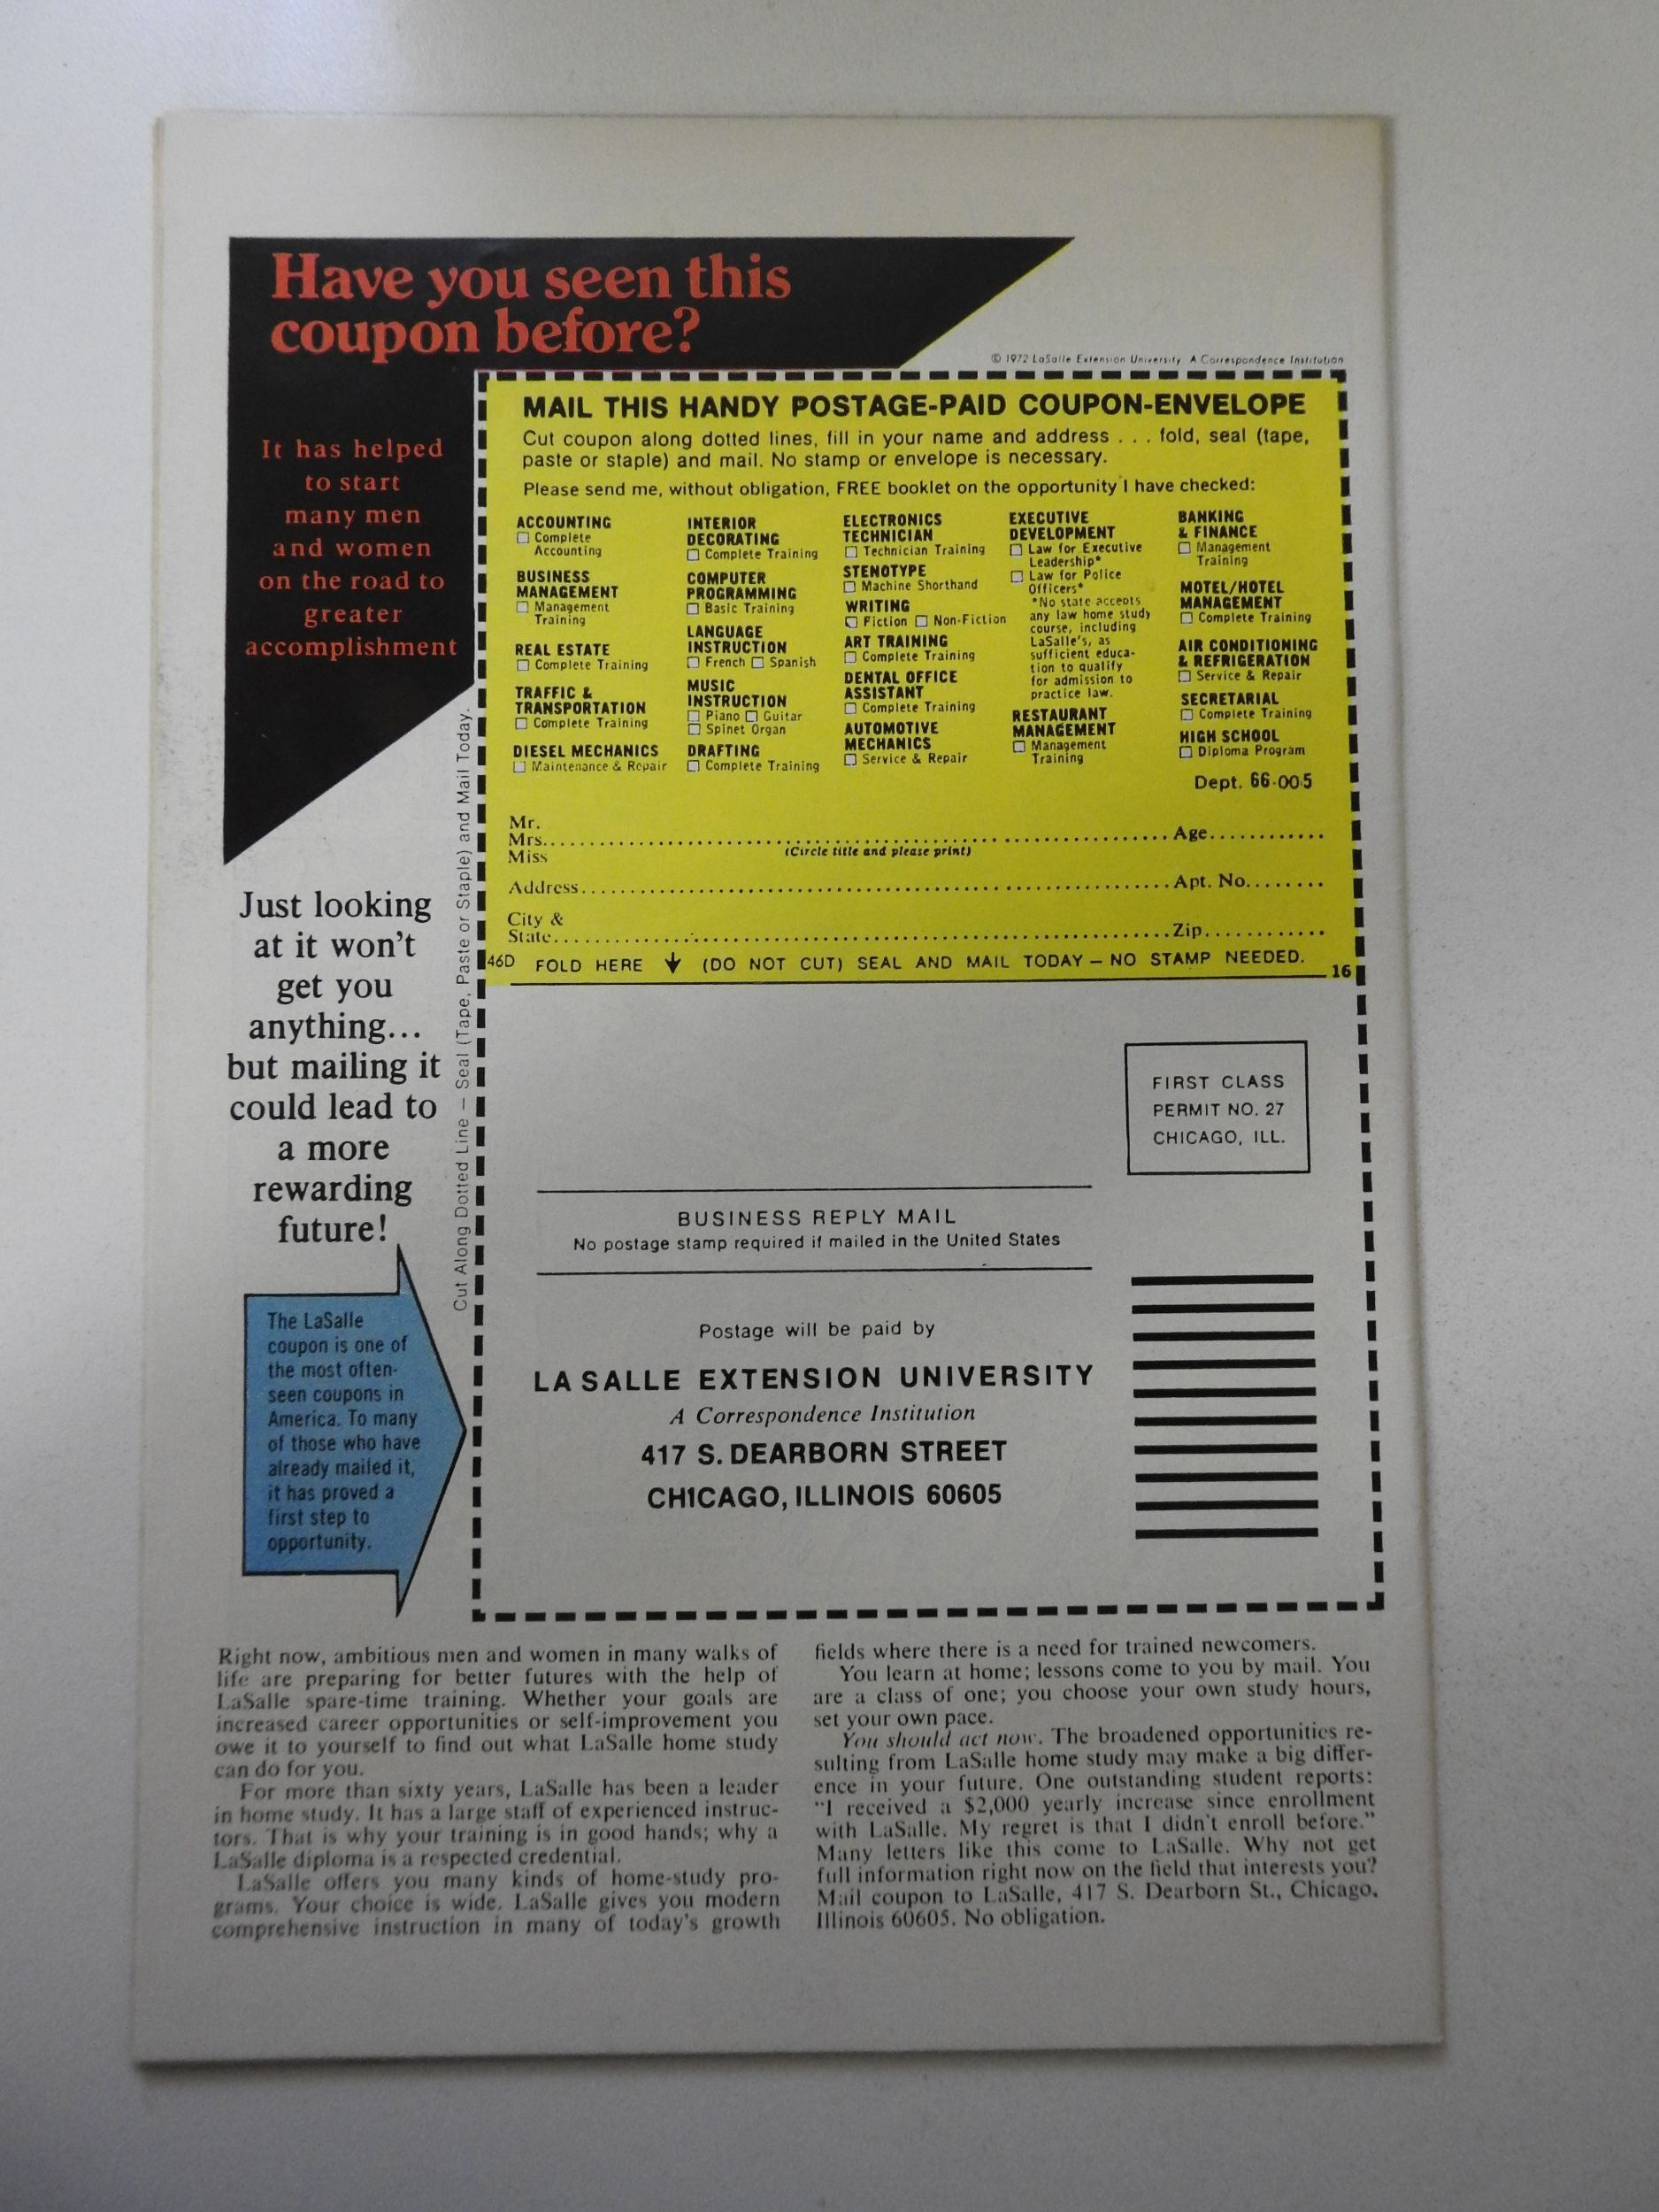 Have you seen this
coupon before?
It has helped
to start
many men
and women
on the road to
greater
accomplishment
© 1972 LaSalle Extension University A Correspondence Institution
MAIL THIS HANDY POSTAGE-PAID COUPON-ENVELOPE
Cut coupon along dotted lines, fill in your name and address . . . fold, seal (tape,
paste or staple) and mail. No stamp or envelope is necessary.
Please send me, without obligation, FREE booklet on the opportunity I have checked:
ACCOUNTING
Complete
Accounting
BUSINESS
MANAGEMENT
Management
Training
REAL ESTATE
Complete Training
TRAFFIC &
TRANSPORTATION
Complete Training
DIESEL MECHANICS
Maintenance & Repair
INTERIOR
DECORATING
Complete Training
COMPUTER
PROGRAMMING
Basic Training
LANGUAGE
INSTRUCTION
French Spanish
MUSIC
INSTRUCTION
Piano Guitar
Spinet Organ
DRAFTING
Complete Training
ELECTRONICS
TECHNICIAN
Technician Training
STENOTYPE
Machine Shorthand
WRITING
Fiction Non-Fiction
ART TRAINING
Complete Training
DENTAL OFFICE
ASSISTANT
Complete Training
AUTOMOTIVE
MECHANICS
Service & Repair
EXECUTIVE
DEVELOPMENT
Law for Executive
Leadership*
Law for Police
Officers*
*No state accepts
any law home study
course, including
LaSalle's, as
sufficient educa-
tion to qualify
for admission to
practice law.
RESTAURANT
MANAGEMENT
Management
Training
BANKING
& FINANCE
Management
Training
MOTEL/HOTEL
MANAGEMENT
Complete Training
AIR CONDITIONING
& REFRIGERATION
Service & Repair
SECRETARIAL
Complete Training
HIGH SCHOOL
Diploma Program
Dept. 66-005
Mr.
Mrs. Age
Miss (Circle title and please print)
Address Apt. No.
City &
State Zip
46D FOLD HERE (DO NOT CUT) SEAL AND MAIL TODAY – NO STAMP NEEDED.
16
Cut Along Dotted Line – Seal (Tape, Paste or Staple) and Mail Today.
Just looking
at it won't
get you
anything...
but mailing it
could lead to
a more
rewarding
future!
The LaSalle
coupon is one of
the most often-
seen coupons in
America. To many
of those who have
already mailed it,
it has proved a
first step to
opportunity.
FIRST CLASS
PERMIT NO. 27
CHICAGO, ILL.
BUSINESS REPLY MAIL
No postage stamp required if mailed in the United States
Postage will be paid by
LA SALLE EXTENSION UNIVERSITY
A Correspondence Institution
417 S. DEARBORN STREET
CHICAGO, ILLINOIS 60605
Right now, ambitious men and women in many walks of
life are preparing for better futures with the help of
LaSalle spare-time training. Whether your goals are
increased career opportunities or self-improvement you
owe it to yourself to find out what LaSalle home study
can do for you.
For more than sixty years, LaSalle has been a leader
in home study. It has a large staff of experienced instruc-
tors. That is why your training is in good hands; why a
LaSalle diploma is a respected credential.
LaSalle offers you many kinds of home-study pro-
grams. Your choice is wide. LaSalle gives you modern
comprehensive instruction in many of today's growth
fields where there is a need for trained newcomers.
You learn at home; lessons come to you by mail. You
are a class of one; you choose your own study hours,
set your own pace.
You should act now. The broadened opportunities re-
sulting from LaSalle home study may make a big differ-
ence in your future. One outstanding student reports:
"I received a $2,000 yearly increase since enrollment
with LaSalle. My regret is that I didn't enroll before."
Many letters like this come to LaSalle. Why not get
full information right now on the field that interests you?
Mail coupon to LaSalle, 417 S. Dearborn St., Chicago,
Illinois 60605. No obligation.